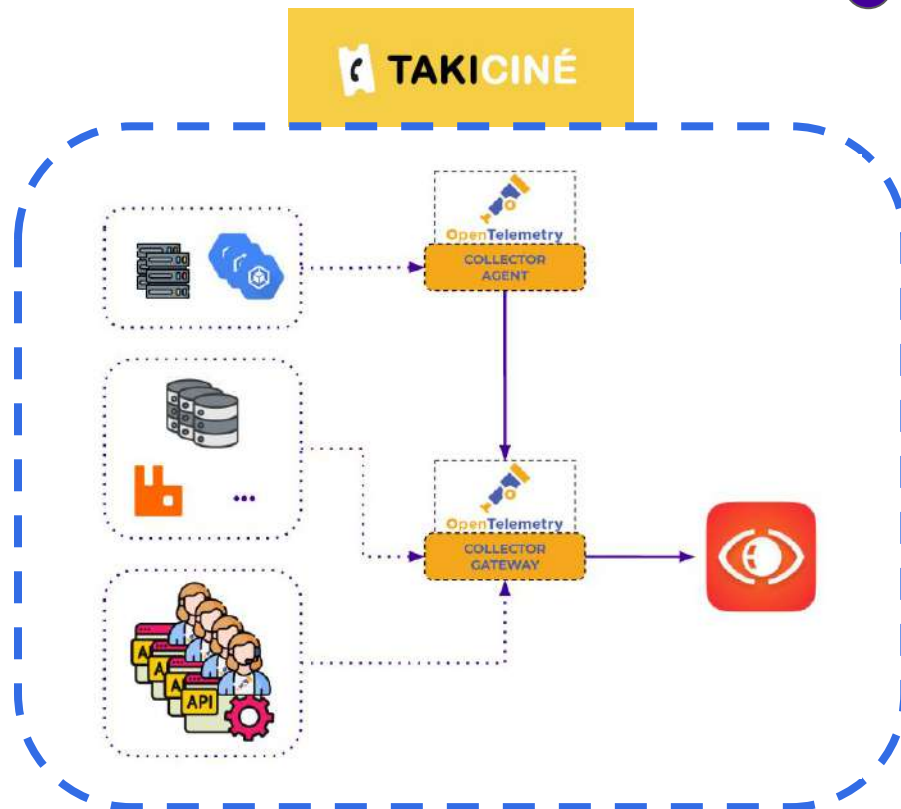 TAKICINÉ
OpenTelemetry
COLLECTOR
AGENT
OpenTelemetry
COLLECTOR
GATEWAY
API